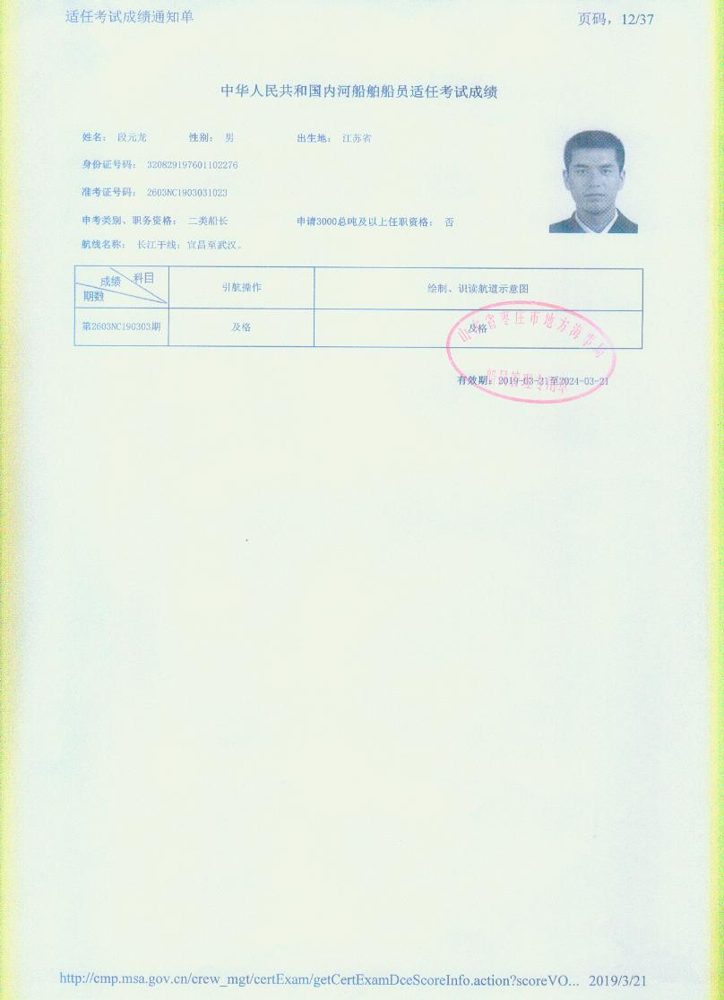 适任考试成绩通知单
页码，12/37
中华人民共和国内河船舶船员适任考试成绩
姓名： 段元龙 性别： 男 出生地： 江苏省
身份证号码： 320829197601102276
准考证号码： 2603NC1903031023
申考类别、职务资格： 二类船长 申请3000总吨及以上任职资格： 否
航线名称： 长江干线：宜昌至武汉。
成绩 科目 期数 引航操作 绘制、识读航道示意图
第2603NC190303期 及格 及格
山东省枣庄市地方海事局
船员管理专用章
有效期：2019-03-21至2024-03-21
http://cmp.msa.gov.cn/crew_mgt/certExam/getCertExamDceScoreInfo.action?scoreVO... 2019/3/21